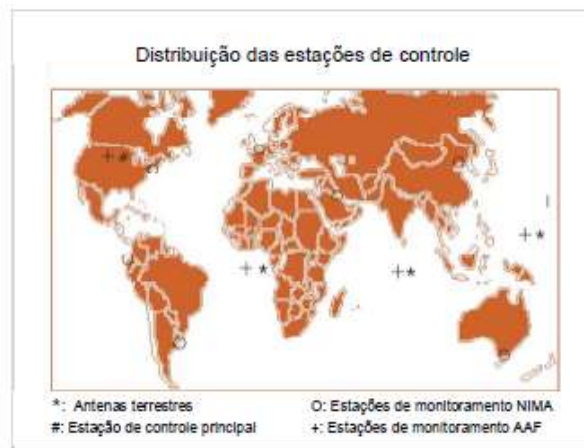 Distribuição das estações de controle
*: Antenas terrestres
O: Estações de monitoramento NIMA
#: Estação de controle principal
+: Estações de monitoramento AAF